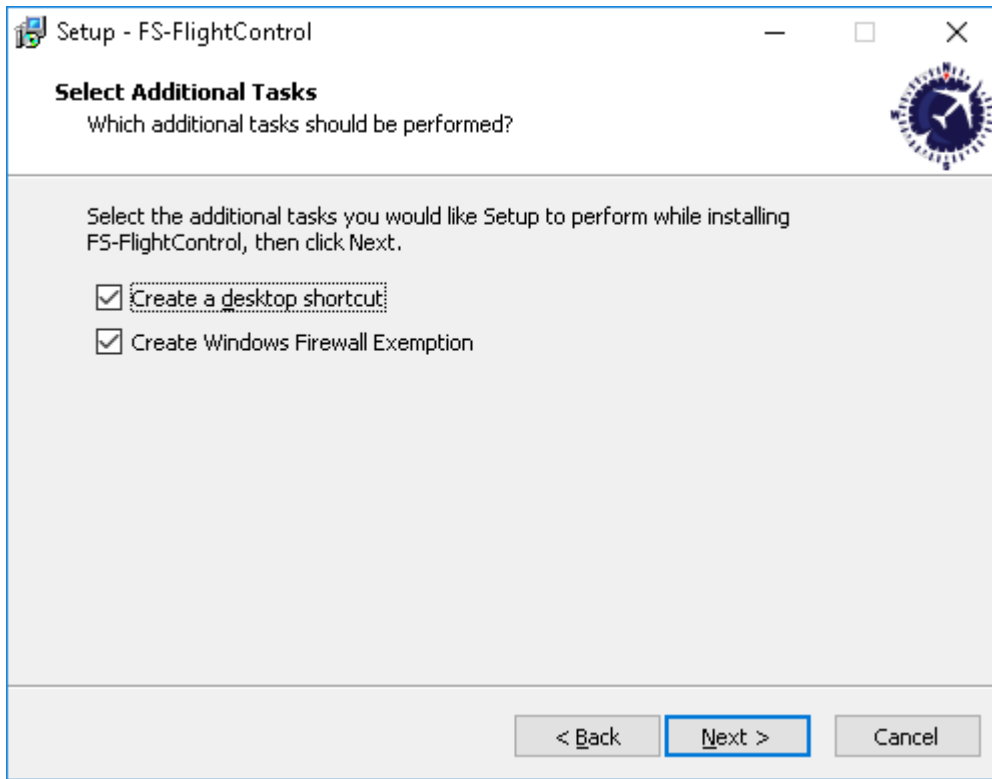 Setup - FS-FlightControl
Select Additional Tasks
Which additional tasks should be performed?
Select the additional tasks you would like Setup to perform while installing
FS-FlightControl, then click Next.
Create a desktop shortcut
Create Windows Firewall Exemption
< Back
Next >
Cancel